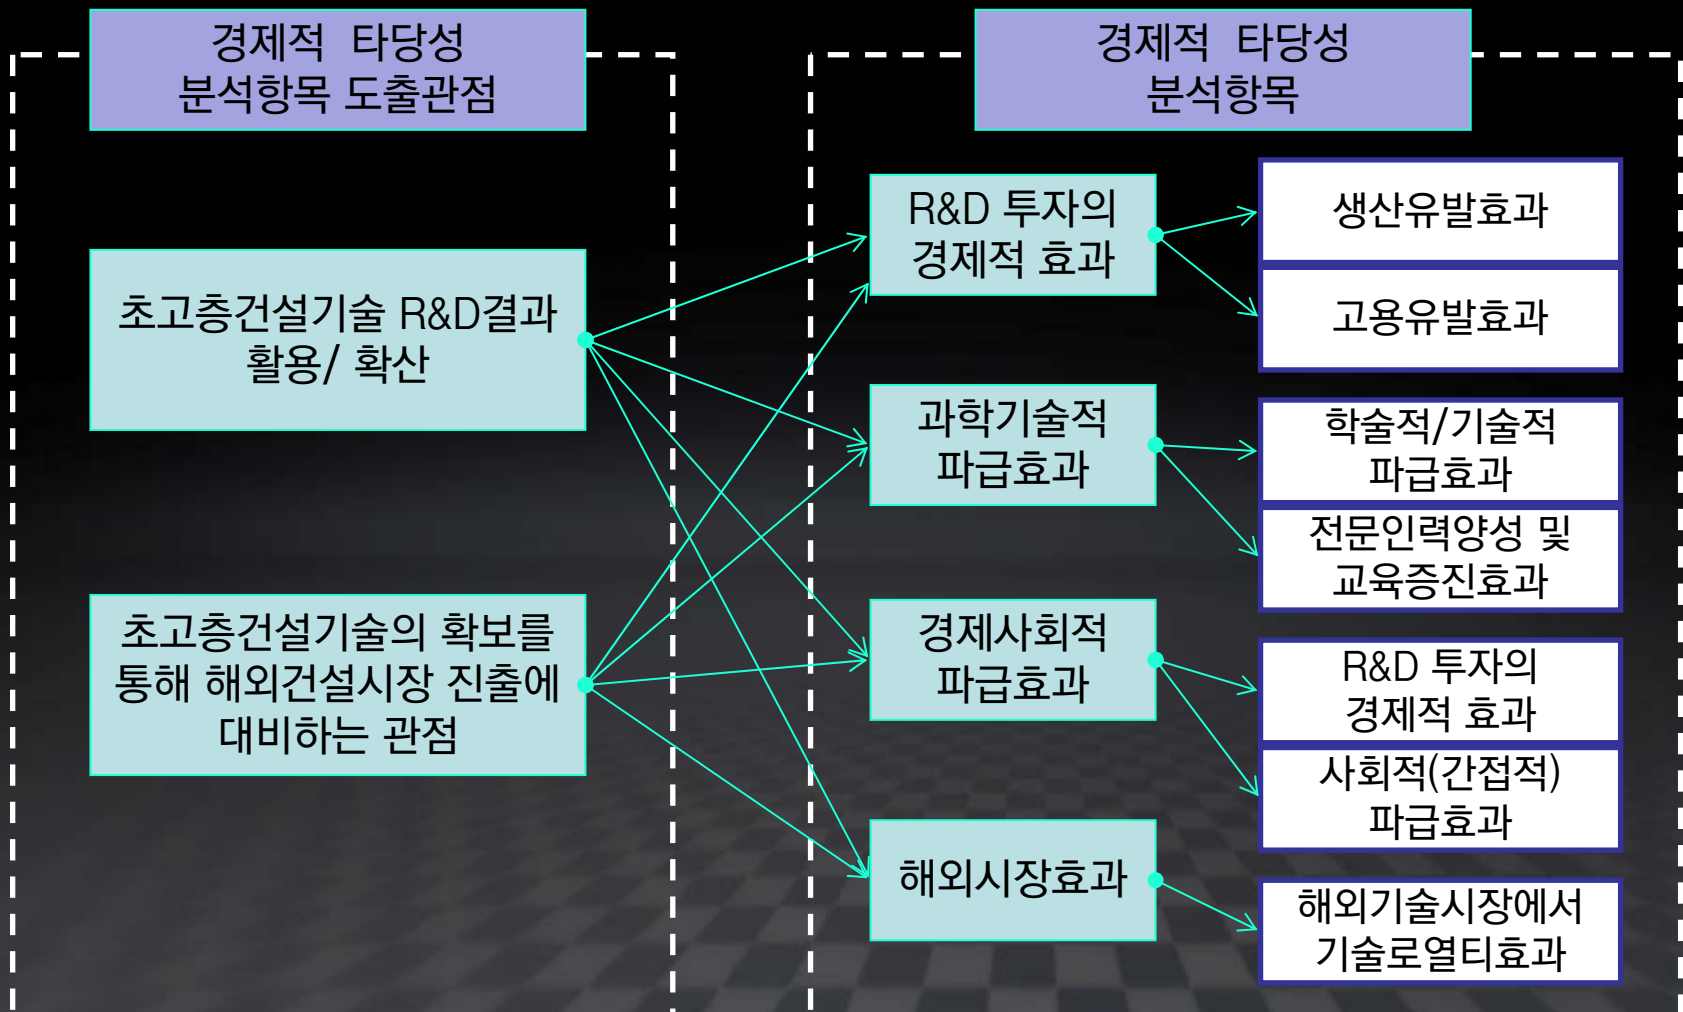 경제적 타당성
분석항목 도출관점
경제적 타당성
분석항목
초고층건설기술 R&D결과
활용/ 확산
초고층건설기술의 확보를
통해 해외건설시장 진출에
대비하는 관점
R&D 투자의
경제적 효과
과학기술적
파급효과
경제사회적
파급효과
해외시장효과
생산유발효과
고용유발효과
학술적/기술적
파급효과
전문인력양성 및
교육증진효과
R&D 투자의
경제적 효과
사회적(간접적)
파급효과
해외기술시장에서
기술로열티효과